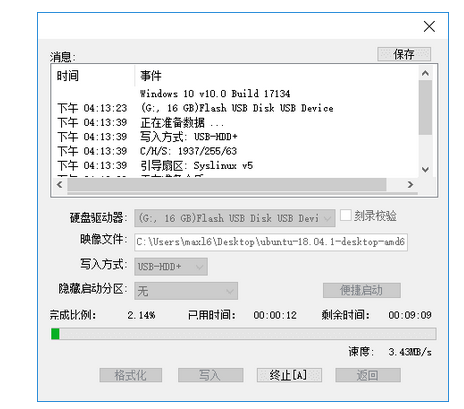 消息:
保存
时间 事件
Windows 10 v10.0 Build 17134
下午 04:13:23 (G:, 16 GB)Flash USB Disk USB Device
下午 04:13:39 正在准备数据 ...
下午 04:13:39 写入方式: USB-HDD+
下午 04:13:39 C/H/S: 1937/255/63
下午 04:13:39 引导扇区: Syslinux v5
硬盘驱动器: (G:, 16 GB)Flash USB Disk USB Devi 刻录校验
映像文件: C:\Users\maxl6\Desktop\ubuntu-18.04.1-desktop-amd6
写入方式: USB-HDD+
隐藏启动分区: 无 便捷启动
完成比例: 2.14% 已用时间: 00:00:12 剩余时间: 00:09:09
速度: 3.43MB/s
格式化 写入 终止[A] 返回